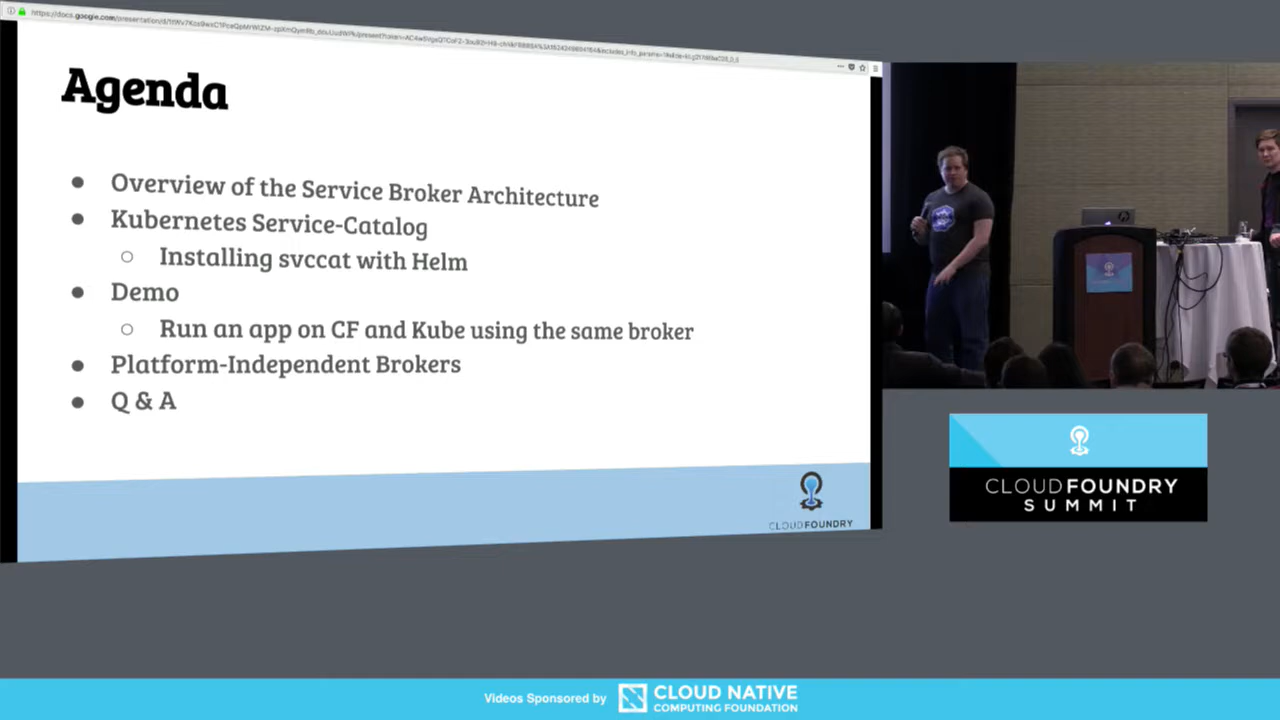 Agenda
Overview of the Service Broker Architecture
Kubernetes Service-Catalog
Installing svccat with Helm
Demo
Run an app on CF and Kube using the same broker
Platform-Independent Brokers
Q & A
CLOUDFOUNDRY
CLOUDFOUNDRY
SUMMIT
Videos Sponsored by
CLOUD NATIVE
COMPUTING FOUNDATION